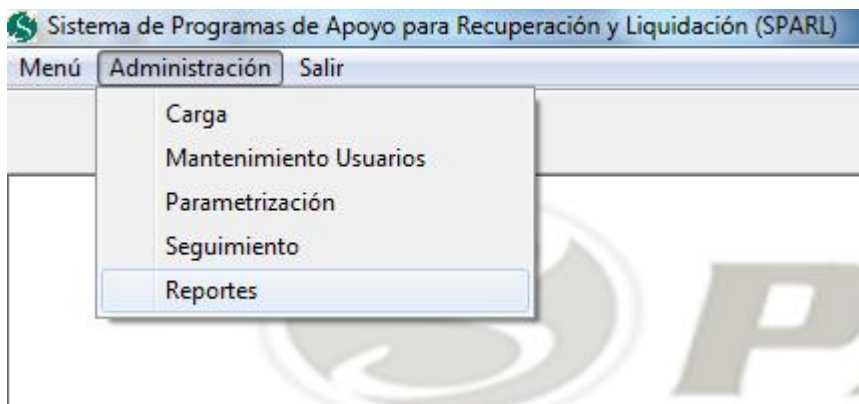 Sistema de Programas de Apoyo para Recuperación y Liquidación (SPARL)
Menú Administración Salir
Carga
Mantenimiento Usuarios
Parametrización
Seguimiento
Reportes